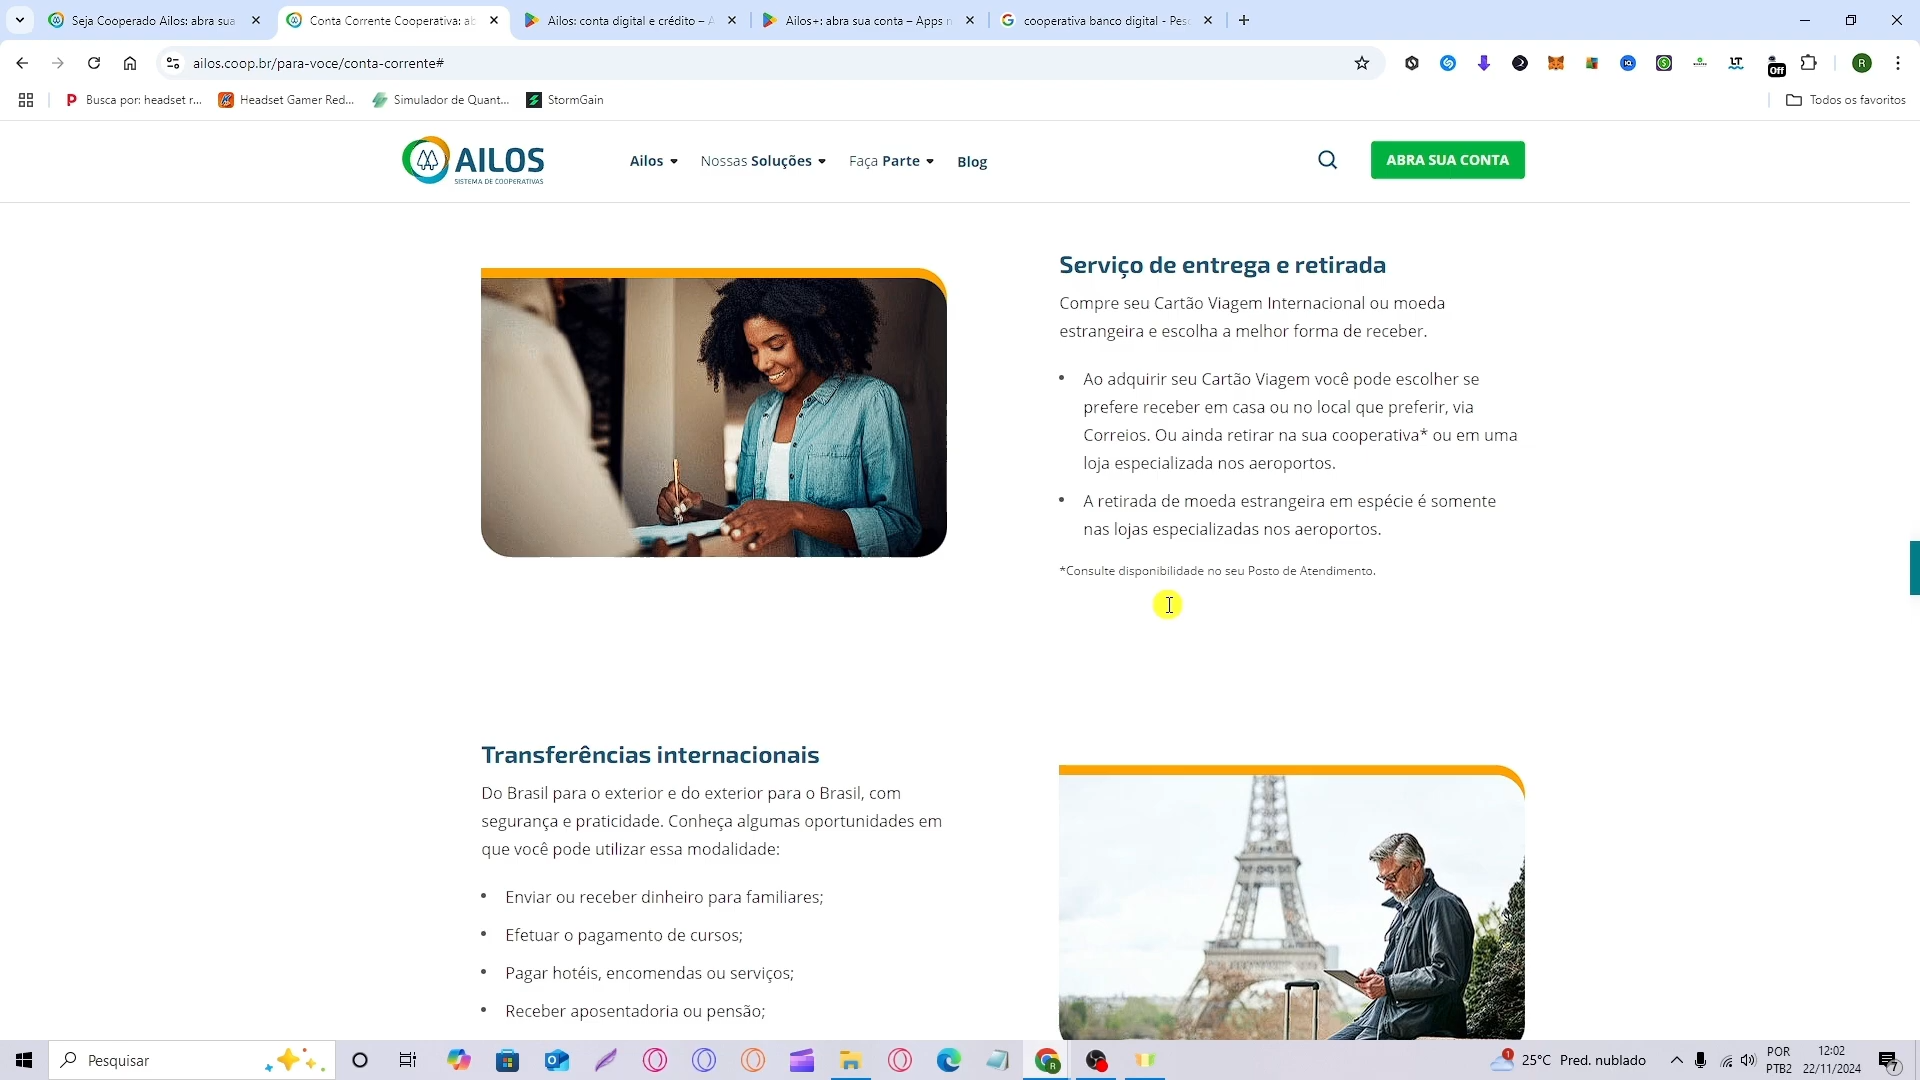 Seja Cooperado Ailos: abra sua
Conta Corrente Cooperativa: ab
Ailos: conta digital e crédito – A
Ailos+: abra sua conta – Apps n
cooperativa banco digital - Pesq
ailos.coop.br/para-voce/conta-corrente#
Off
R
Busca por: headset r...
Headset Gamer Red...
Simulador de Quant...
StormGain
Todos os favoritos
AILOS
SISTEMA DE COOPERATIVAS
Ailos
Nossas Soluções
Faça Parte
Blog
ABRA SUA CONTA
Serviço de entrega e retirada
Compre seu Cartão Viagem Internacional ou moeda
estrangeira e escolha a melhor forma de receber.
• Ao adquirir seu Cartão Viagem você pode escolher se
prefere receber em casa ou no local que preferir, via
Correios. Ou ainda retirar na sua cooperativa* ou em uma
loja especializada nos aeroportos.
• A retirada de moeda estrangeira em espécie é somente
nas lojas especializadas nos aeroportos.
*Consulte disponibilidade no seu Posto de Atendimento.
Transferências internacionais
Do Brasil para o exterior e do exterior para o Brasil, com
segurança e praticidade. Conheça algumas oportunidades em
que você pode utilizar essa modalidade:
• Enviar ou receber dinheiro para familiares;
• Efetuar o pagamento de cursos;
• Pagar hotéis, encomendas ou serviços;
• Receber aposentadoria ou pensão;
Pesquisar
1
25°C Pred. nublado
POR
PTB2
12:02
22/11/2024
7